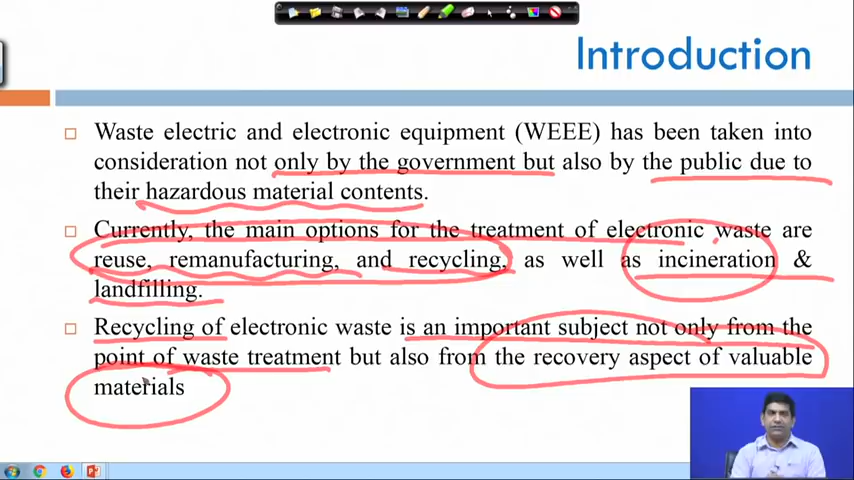 Introduction
Waste electric and electronic equipment (WEEE) has been taken into
consideration not only by the government but also by the public due to
their hazardous material contents.
Currently, the main options for the treatment of electronic waste are
reuse, remanufacturing, and recycling, as well as incineration &
landfilling.
Recycling of electronic waste is an important subject not only from the
point of waste treatment but also from the recovery aspect of valuable
materials